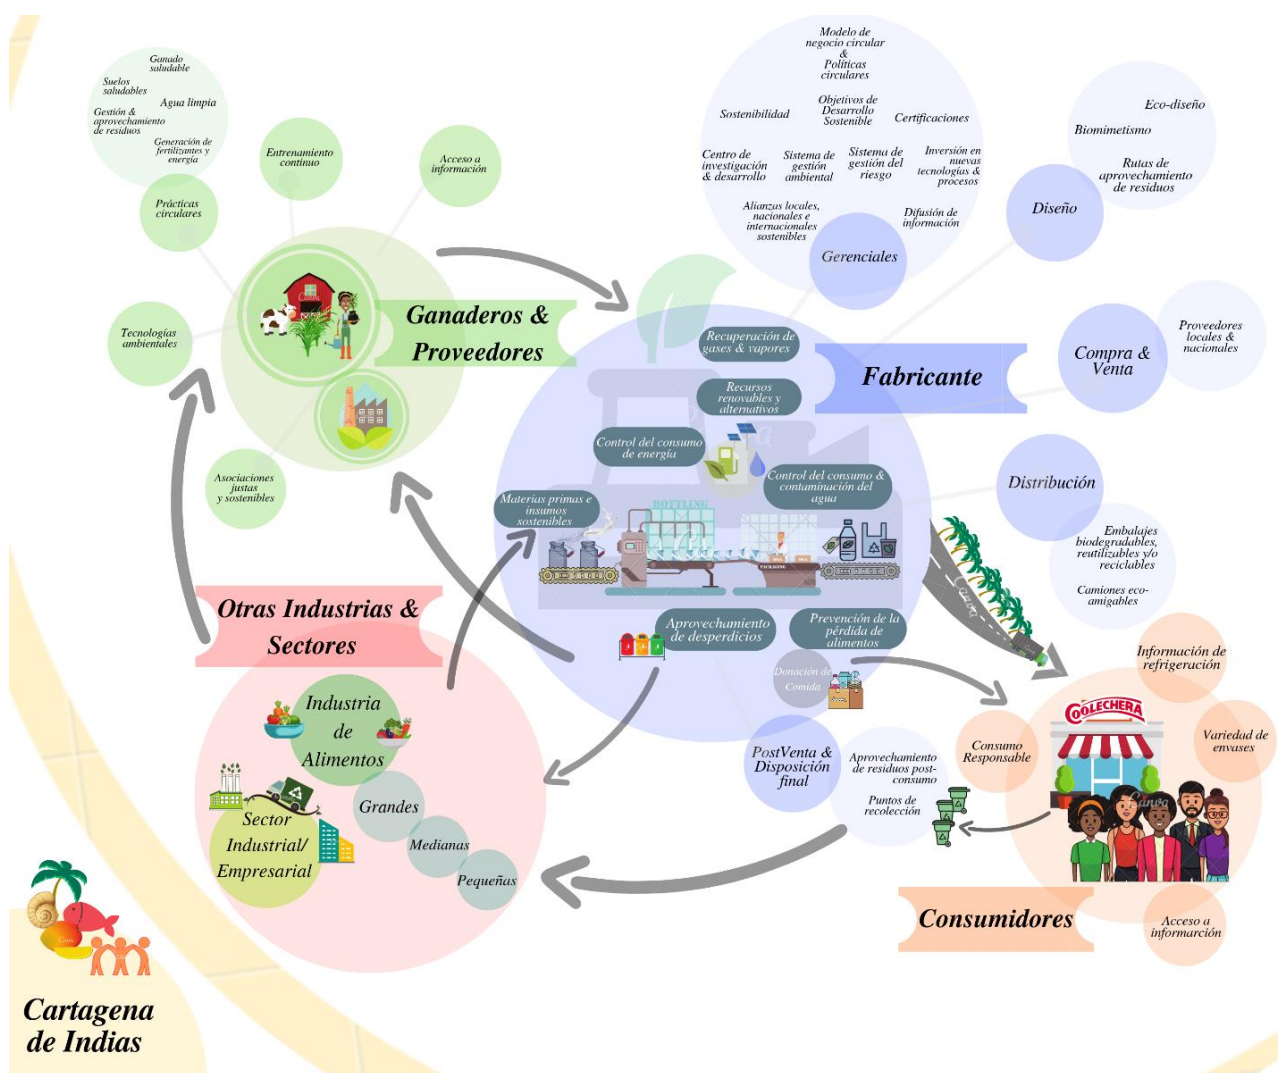 Ganado
saludable
Suelos
saludables
Agua limpia
Gestión &
aprovechamiento
de residuos
Generación de
fertilizantes y
energía
Prácticas
circulares
Entrenamiento
continuo
Acceso a
información
Tecnologías
ambientales
Asociaciones
justas
y sostenibles
Ganaderos &
Proveedores
Modelo de
negocio circular
&
Políticas
circulares
Sostenibilidad
Objetivos de
Desarrollo
Sostenible
Certificaciones
Centro de
investigación
& desarrollo
Sistema de
gestión
ambiental
Sistema de
gestión del
riesgo
Inversión en
nuevas
tecnologías &
procesos
Alianzas locales,
nacionales e
internacionales
sostenibles
Difusión de
información
Gerenciales
Eco-diseño
Biomimetismo
Rutas de
aprovechamiento
de residuos
Diseño
Proveedores
locales &
nacionales
Compra &
Venta
Fabricante
Recuperación de
gases & vapores
Recursos
renovables y
alternativos
Control del consumo
de energía
Control del consumo &
contaminación del
agua
Materias primas e
insumos
sostenibles
BOTTLING
PACKAGING
Distribución
Embalajes
biodegradables,
reutilizables y/o
reciclables
Camiones eco-
amigables
Canva
Aprovechamiento
de desperdicios
Prevención de la
pérdida de
alimentos
Donación de
Comida
PostVenta &
Disposición
final
Aprovechamiento
de residuos post-
consumo
Puntos de
recolección
Información de
refrigeración
Variedad de
envases
Consumo
Responsable
COOLECHERA
Canva
Acceso a
informarción
Consumidores
Otras Industrias &
Sectores
Industria
de
Alimentos
Grandes
Medianas
Pequeñas
Sector
Industrial/
Empresarial
Cartagena
de Indias